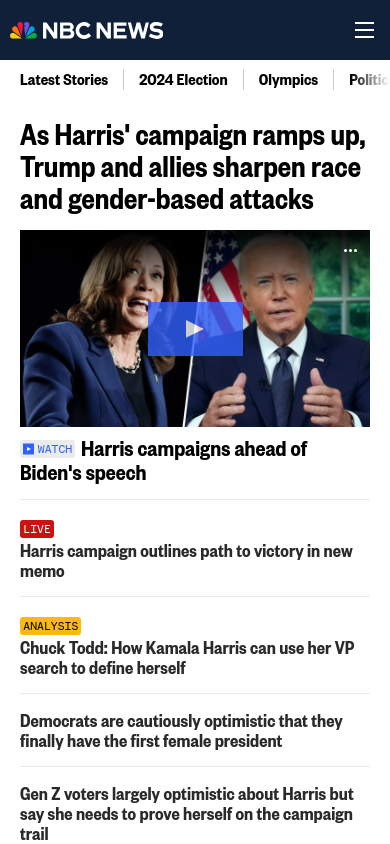 NBC NEWS
Latest Stories
2024 Election
Olympics
Politic
As Harris' campaign ramps up,
Trump and allies sharpen race
and gender-based attacks
WATCH Harris campaigns ahead of
Biden's speech
LIVE
Harris campaign outlines path to victory in new
memo
ANALYSIS
Chuck Todd: How Kamala Harris can use her VP
search to define herself
Democrats are cautiously optimistic that they
finally have the first female president
Gen Z voters largely optimistic about Harris but
say she needs to prove herself on the campaign
trail